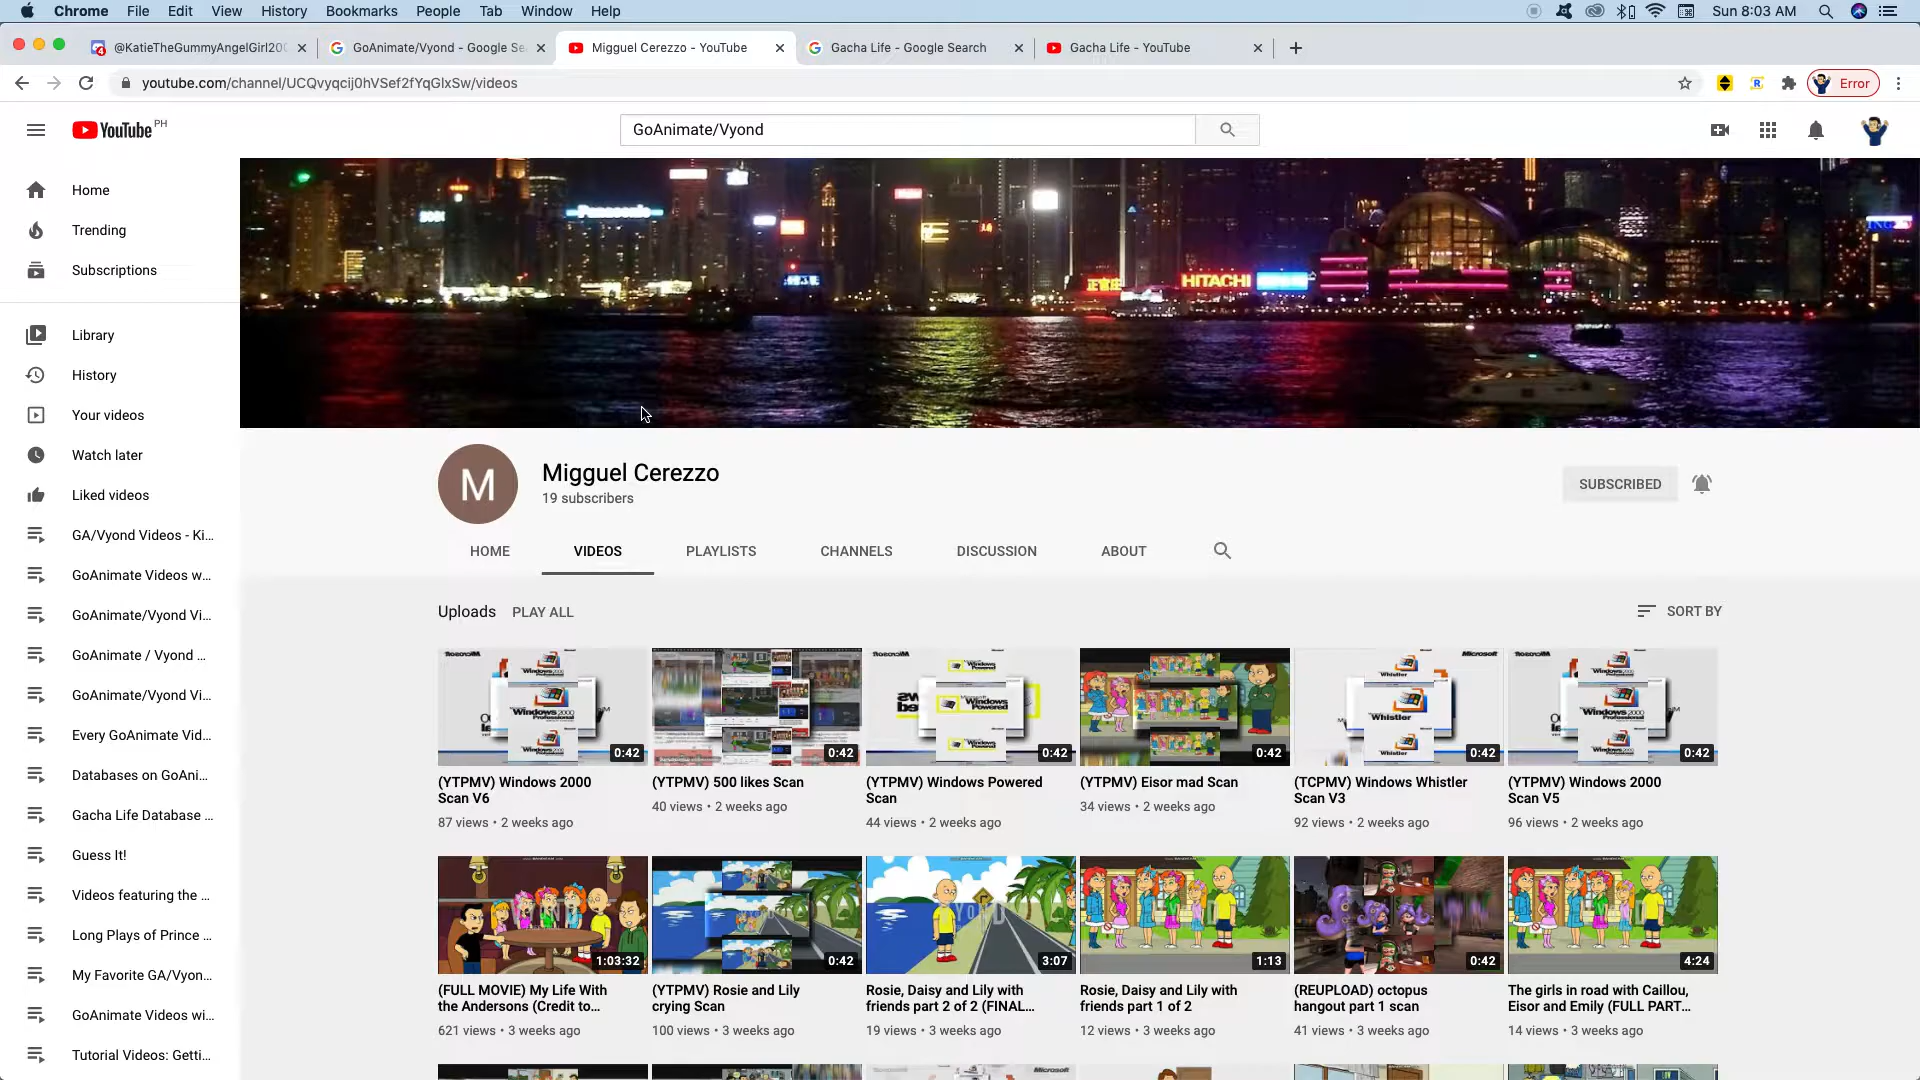 Chrome File Edit View History Bookmarks People Tab Window Help Sun 8:03 AM
@KatieTheGummyAngelGirl20 GoAnimate/Vyond - Google Se Migguel Cerezzo - YouTube Gacha Life - Google Search Gacha Life - YouTube
youtube.com/channel/UCQvyqcij0hVSef2fYqGlxSw/videos Error
YouTube PH GoAnimate/Vyond
Home
Trending
Subscriptions
Library
History
Your videos
Watch later
Liked videos
GA/Vyond Videos - Ki...
GoAnimate Videos w...
GoAnimate/Vyond Vi...
GoAnimate / Vyond ...
GoAnimate/Vyond Vi...
Every GoAnimate Vid...
Databases on GoAni...
Gacha Life Database ...
Guess It!
Videos featuring the ...
Long Plays of Prince ...
My Favorite GA/Vyon...
GoAnimate Videos wi...
Tutorial Videos: Getti...
Panasonic
HITACHI
ING
M
Migguel Cerezzo
19 subscribers
SUBSCRIBED
HOME VIDEOS PLAYLISTS CHANNELS DISCUSSION ABOUT
Uploads PLAY ALL SORT BY
0:42 0:42 0:42 0:42 0:42 0:42
(YTPMV) Windows 2000 Scan V6
87 views • 2 weeks ago
(YTPMV) 500 likes Scan
40 views • 2 weeks ago
(YTPMV) Windows Powered Scan
44 views • 2 weeks ago
(YTPMV) Eisor mad Scan
34 views • 2 weeks ago
(TCPMV) Windows Whistler Scan V3
92 views • 2 weeks ago
(YTPMV) Windows 2000 Scan V5
96 views • 2 weeks ago
1:03:32 0:42 3:07 1:13 0:42 4:24
(FULL MOVIE) My Life With the Andersons (Credit to...
621 views • 3 weeks ago
(YTPMV) Rosie and Lily crying Scan
100 views • 3 weeks ago
Rosie, Daisy and Lily with friends part 2 of 2 (FINAL...
19 views • 3 weeks ago
Rosie, Daisy and Lily with friends part 1 of 2
12 views • 3 weeks ago
(REUPLOAD) octopus hangout part 1 scan
41 views • 3 weeks ago
The girls in road with Caillou, Eisor and Emily (FULL PART...
14 views • 3 weeks ago